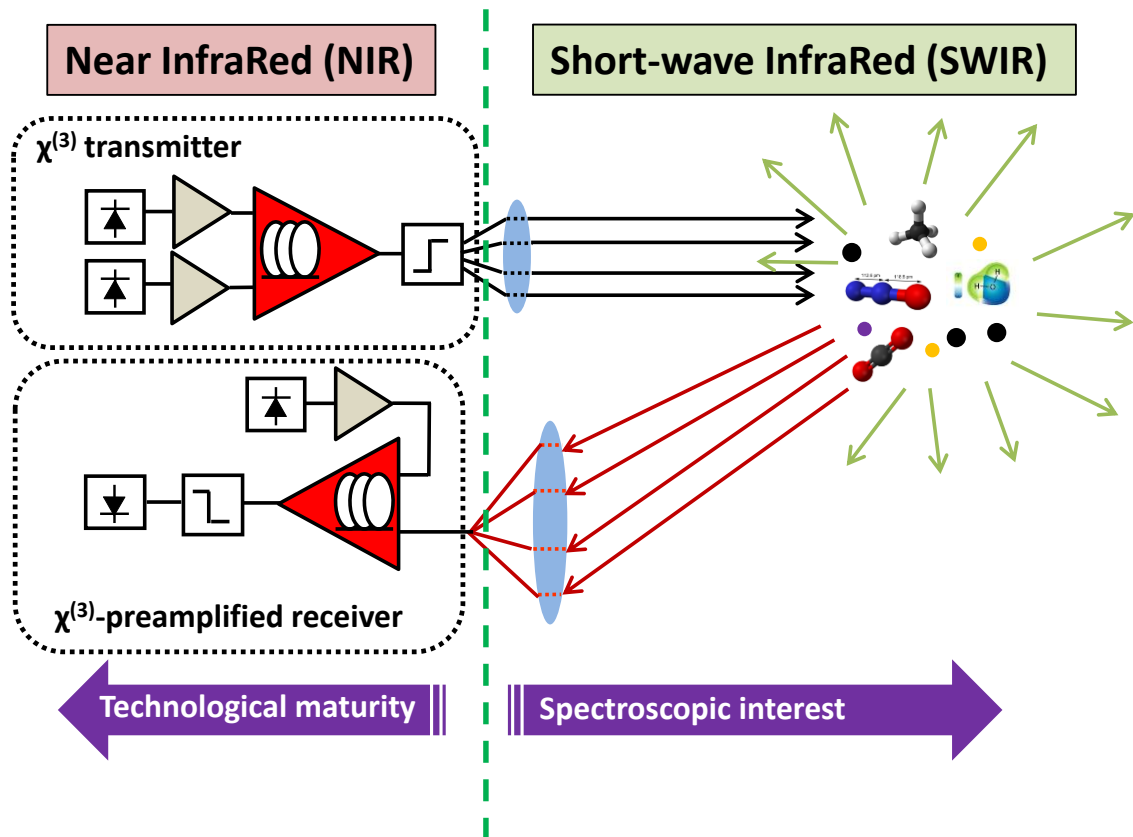 Near InfraRed (NIR)
Short-wave InfraRed (SWIR)
χ⁽³⁾ transmitter
χ⁽³⁾-preamplified receiver
Technological maturity
Spectroscopic interest